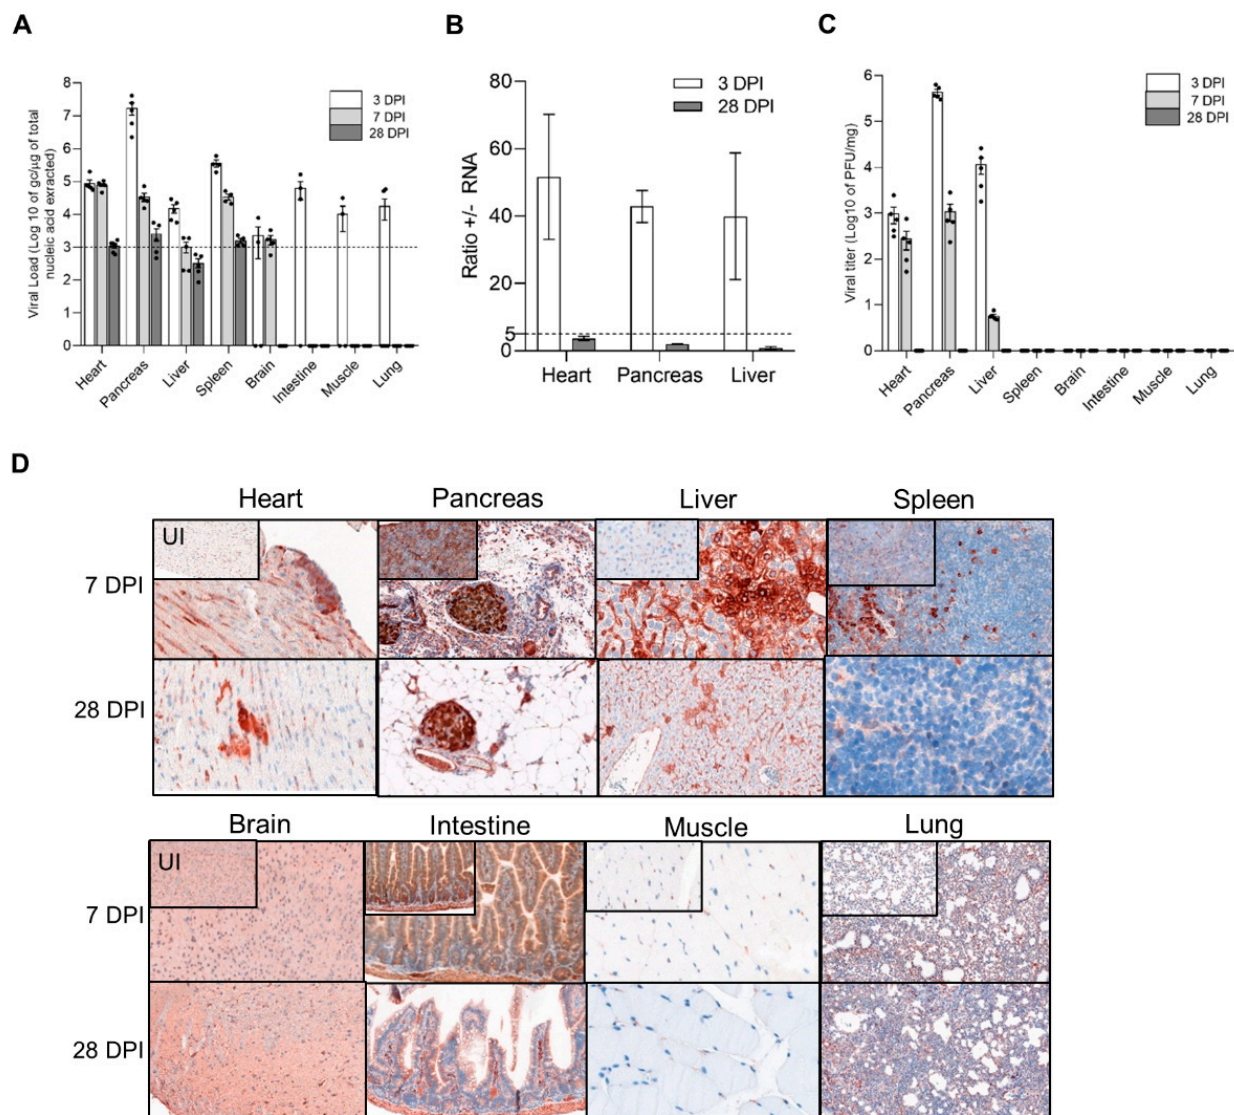 A
Viral Load (Log 10 of gc/µg of total
nucleic acid exracted)
8
7
6
5
4
3
2
1
0
3 DPI
7 DPI
28 DPI
Heart
Pancreas
Liver
Spleen
Brain
Intestine
Muscle
Lung
B
Ratio +/- RNA
80
60
40
20
5
0
3 DPI
28 DPI
Heart
Pancreas
Liver
C
Viral titer (Log10 of PFU/mg)
6
5
4
3
2
1
0
3 DPI
7 DPI
28 DPI
Heart
Pancreas
Liver
Spleen
Brain
Intestine
Muscle
Lung
D
Heart Pancreas Liver Spleen
UI
7 DPI
28 DPI
Brain Intestine Muscle Lung
UI
7 DPI
28 DPI